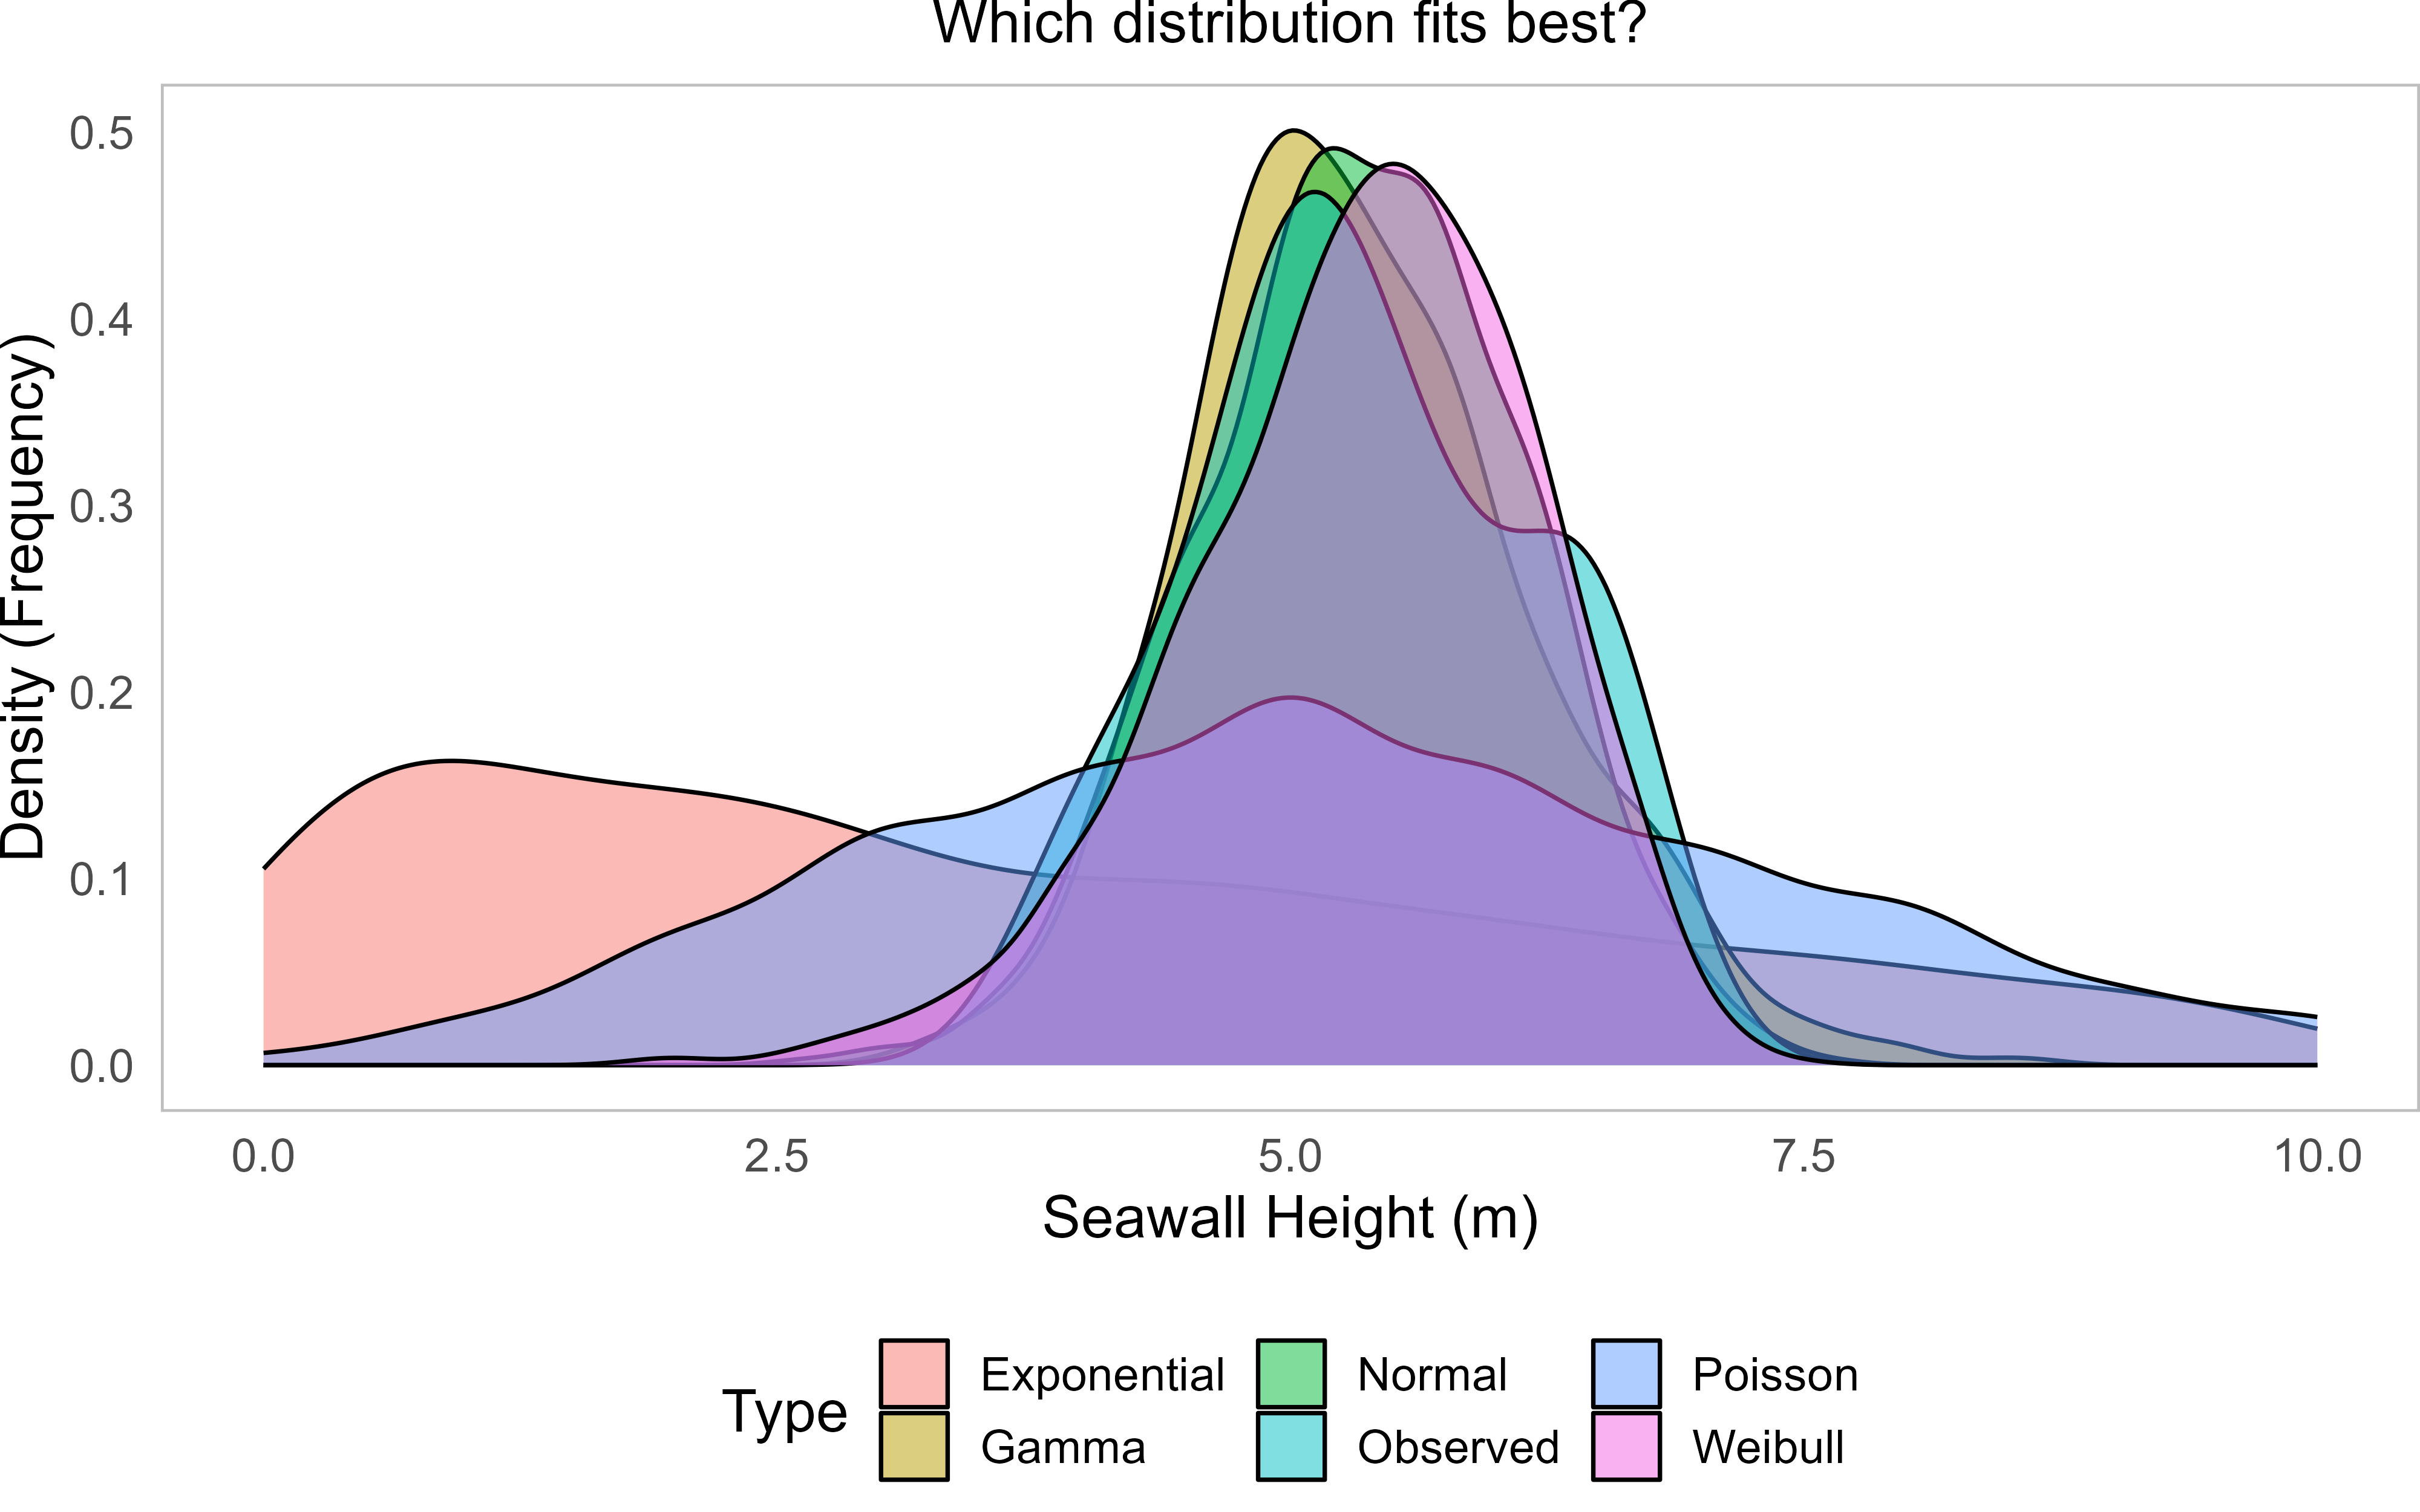 Which distribution fits best?
0.5
0.4
0.3
0.2
0.1
0.0
Density (Frequency)
0.0 2.5 5.0 7.5 10.0
Seawall Height (m)
Type
Exponential Normal Poisson
Gamma Observed Weibull